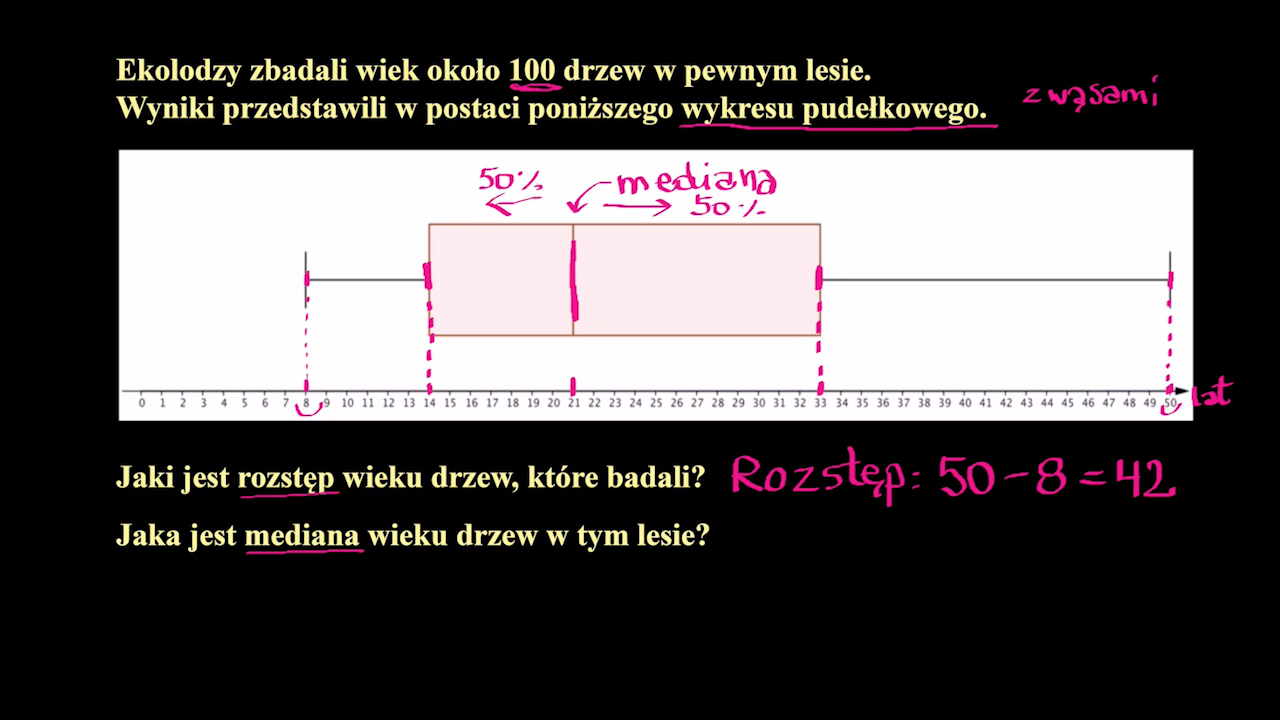 Ekolodzy zbadali wiek około 100 drzew w pewnym lesie.
Wyniki przedstawili w postaci poniższego wykresu pudełkowego. z wąsami
50% mediana
50%
0 1 2 3 4 5 6 7 8 9 10 11 12 13 14 15 16 17 18 19 20 21 22 23 24 25 26 27 28 29 30 31 32 33 34 35 36 37 38 39 40 41 42 43 44 45 46 47 48 49 50 lat
Jaki jest rozstęp wieku drzew, które badali? Rozstęp: 50 - 8 = 42
Jaka jest mediana wieku drzew w tym lesie?